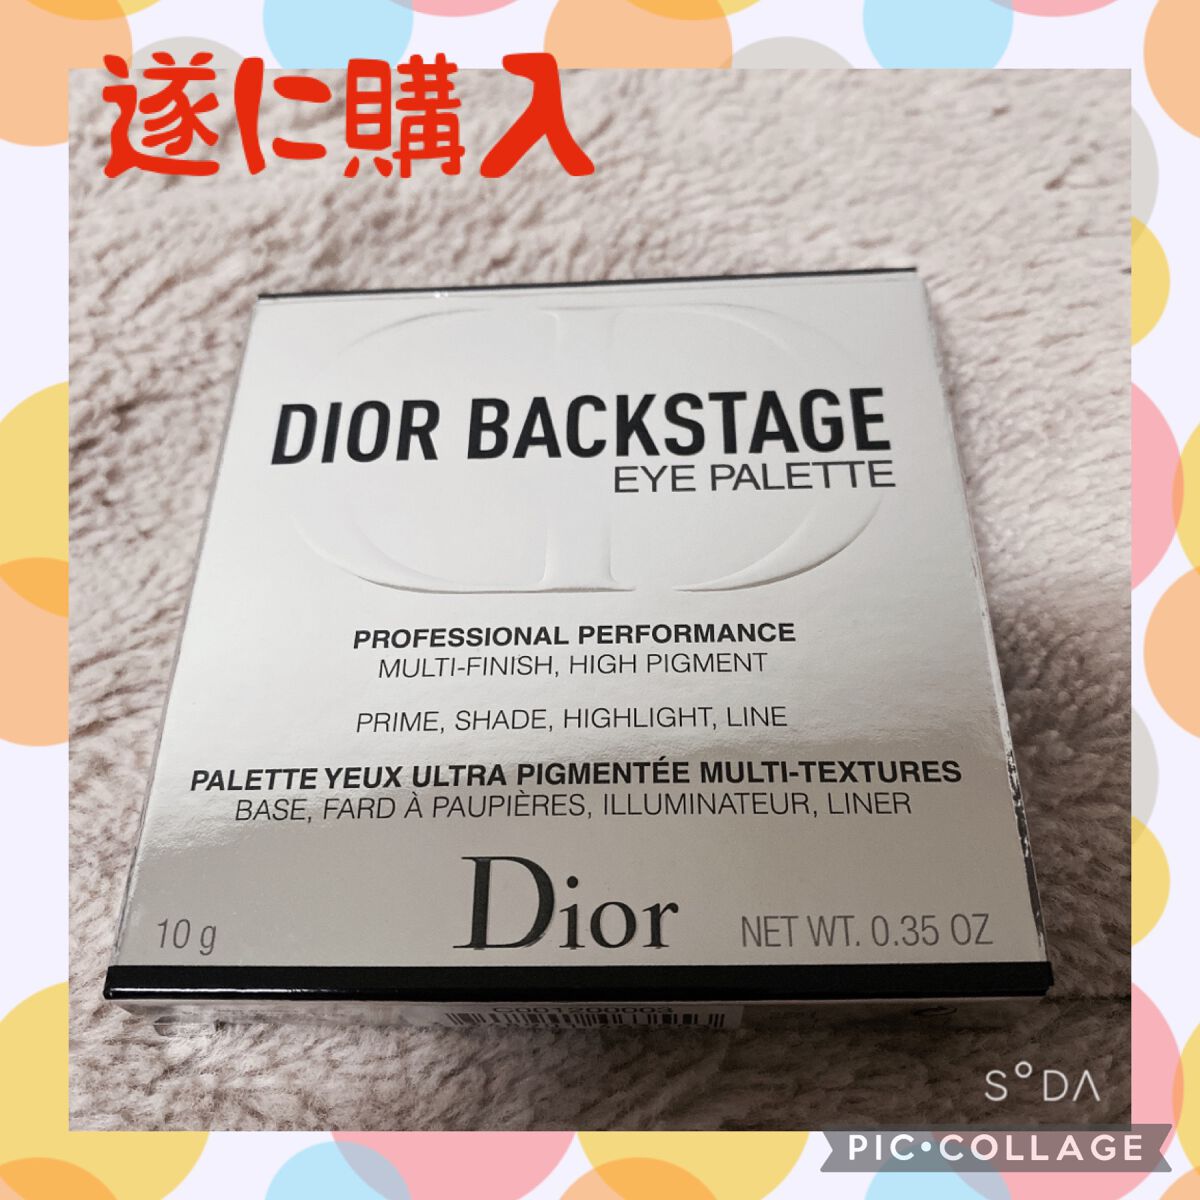 遂に購入
DIOR BACKSTAGE
EYE PALETTE
PROFESSIONAL PERFORMANCE
MULTI-FINISH, HIGH PIGMENT
PRIME, SHADE, HIGHLIGHT, LINE
PALETTE YEUX ULTRA PIGMENTÉE MULTI-TEXTURES
BASE, FARD À PAUPIÈRES, ILLUMINATEUR, LINER
Dior
10 g
NET WT. 0.35 OZ
C001200003
SODA
PIC•COLLAGE